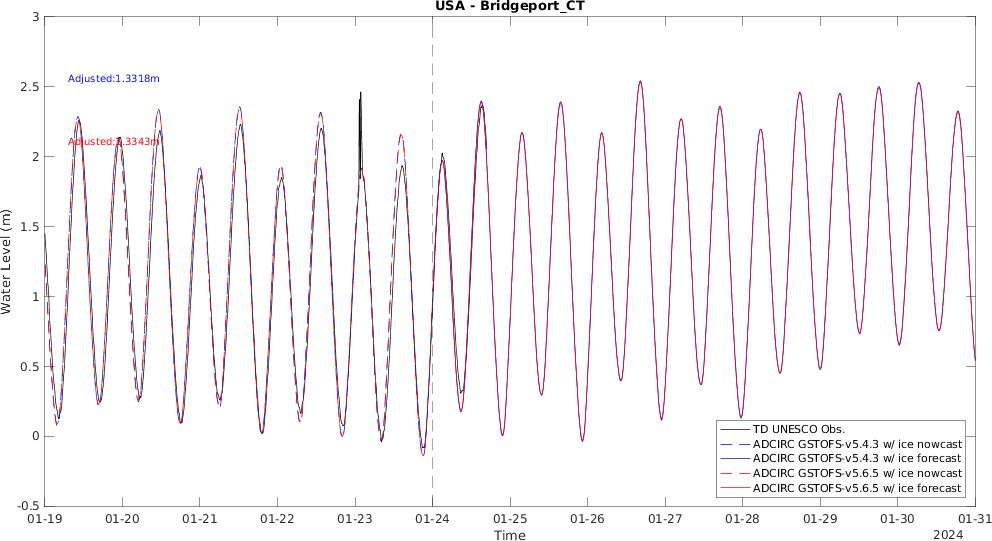 USA - Bridgeport_CT
Water Level (m)
3
2.5
2
1.5
1
0.5
0
-0.5
Adjusted:1.3318m
Adjusted:1.3343m
TD UNESCO Obs.
ADCIRC GSTOFS-v5.4.3 w/ ice nowcast
ADCIRC GSTOFS-v5.4.3 w/ ice forecast
ADCIRC GSTOFS-v5.6.5 w/ ice nowcast
ADCIRC GSTOFS-v5.6.5 w/ ice forecast
01-19 01-20 01-21 01-22 01-23 01-24 01-25 01-26 01-27 01-28 01-29 01-30 01-31
Time
2024